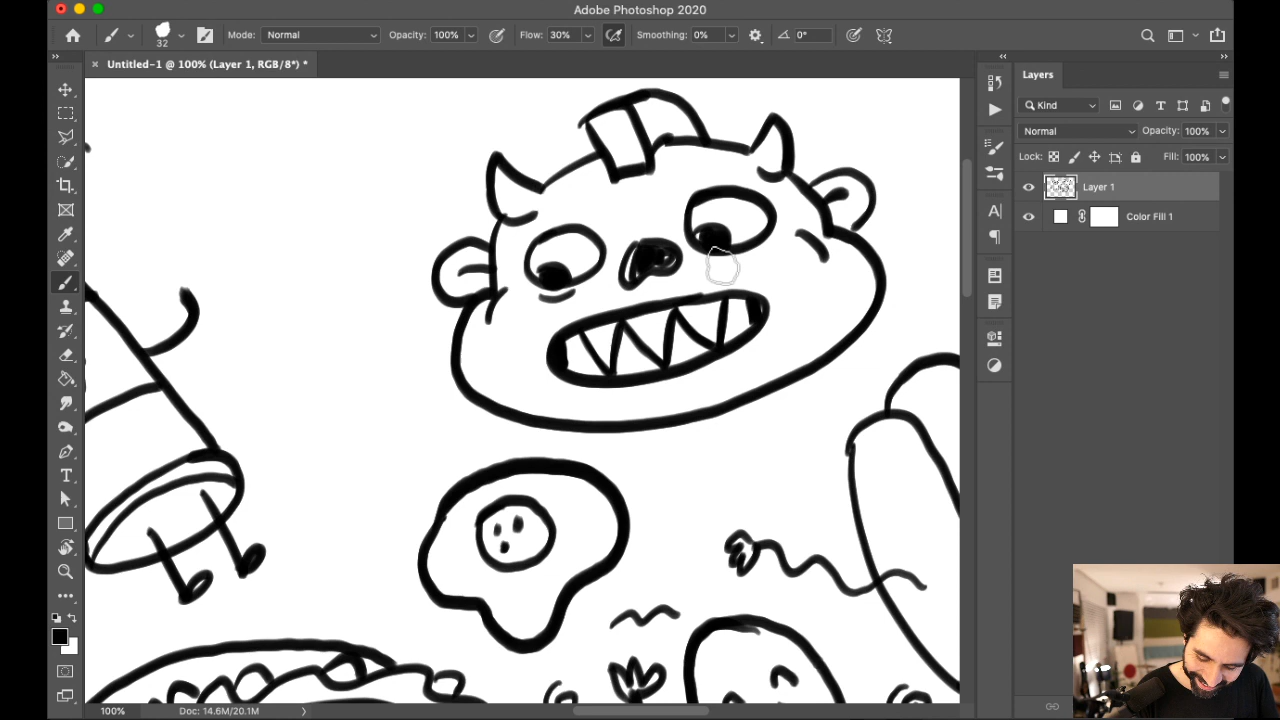 Adobe Photoshop 2020
32
Mode: Normal
Opacity: 100%
Flow: 30%
Smoothing: 0%
0°
Untitled-1 @ 100% (Layer 1, RGB/8*) *
Layers
Kind
Normal
Opacity: 100%
Lock:
Fill: 100%
Layer 1
Color Fill 1
100%
Doc: 14.6M/20.1M